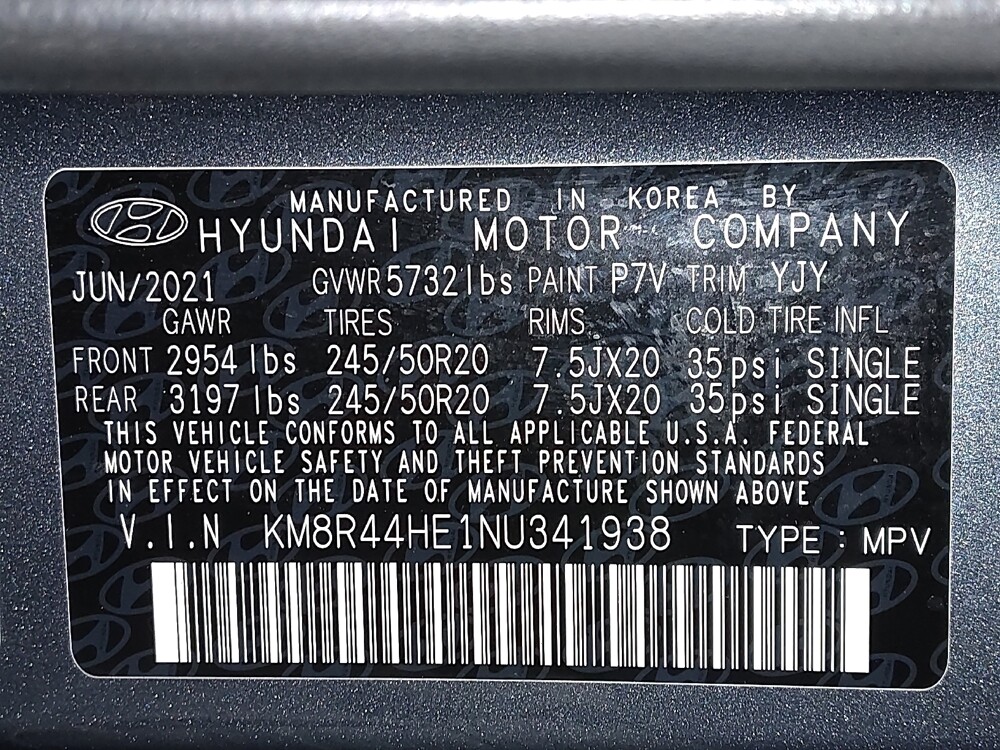 MANUFACTURED IN KOREA BY
HYUNDAI MOTOR COMPANY
JUN/2021 GVWR 5732 lbs PAINT P7V TRIM YJY
GAWR TIRES RIMS COLD TIRE INFL
FRONT 2954 lbs 245/50R20 7.5JX20 35psi SINGLE
REAR 3197 lbs 245/50R20 7.5JX20 35psi SINGLE
THIS VEHICLE CONFORMS TO ALL APPLICABLE U.S.A. FEDERAL
MOTOR VEHICLE SAFETY AND THEFT PREVENTION STANDARDS
IN EFFECT ON THE DATE OF MANUFACTURE SHOWN ABOVE
V.I.N KM8R44HE1NU341938 TYPE : MPV